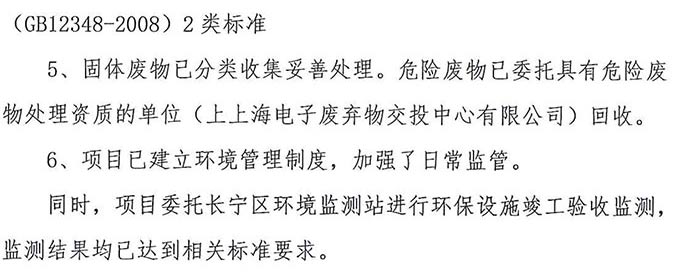 （GB12348-2008）2 类标准
5、固体废物已分类收集妥善处理。危险废物已委托具有危险废
物处理资质的单位（上上海电子废弃物交投中心有限公司）回收。
6、项目已建立环境管理制度，加强了日常监管。
同时，项目委托长宁区环境监测站进行环保设施竣工验收监测，
监测结果均已达到相关标准要求。